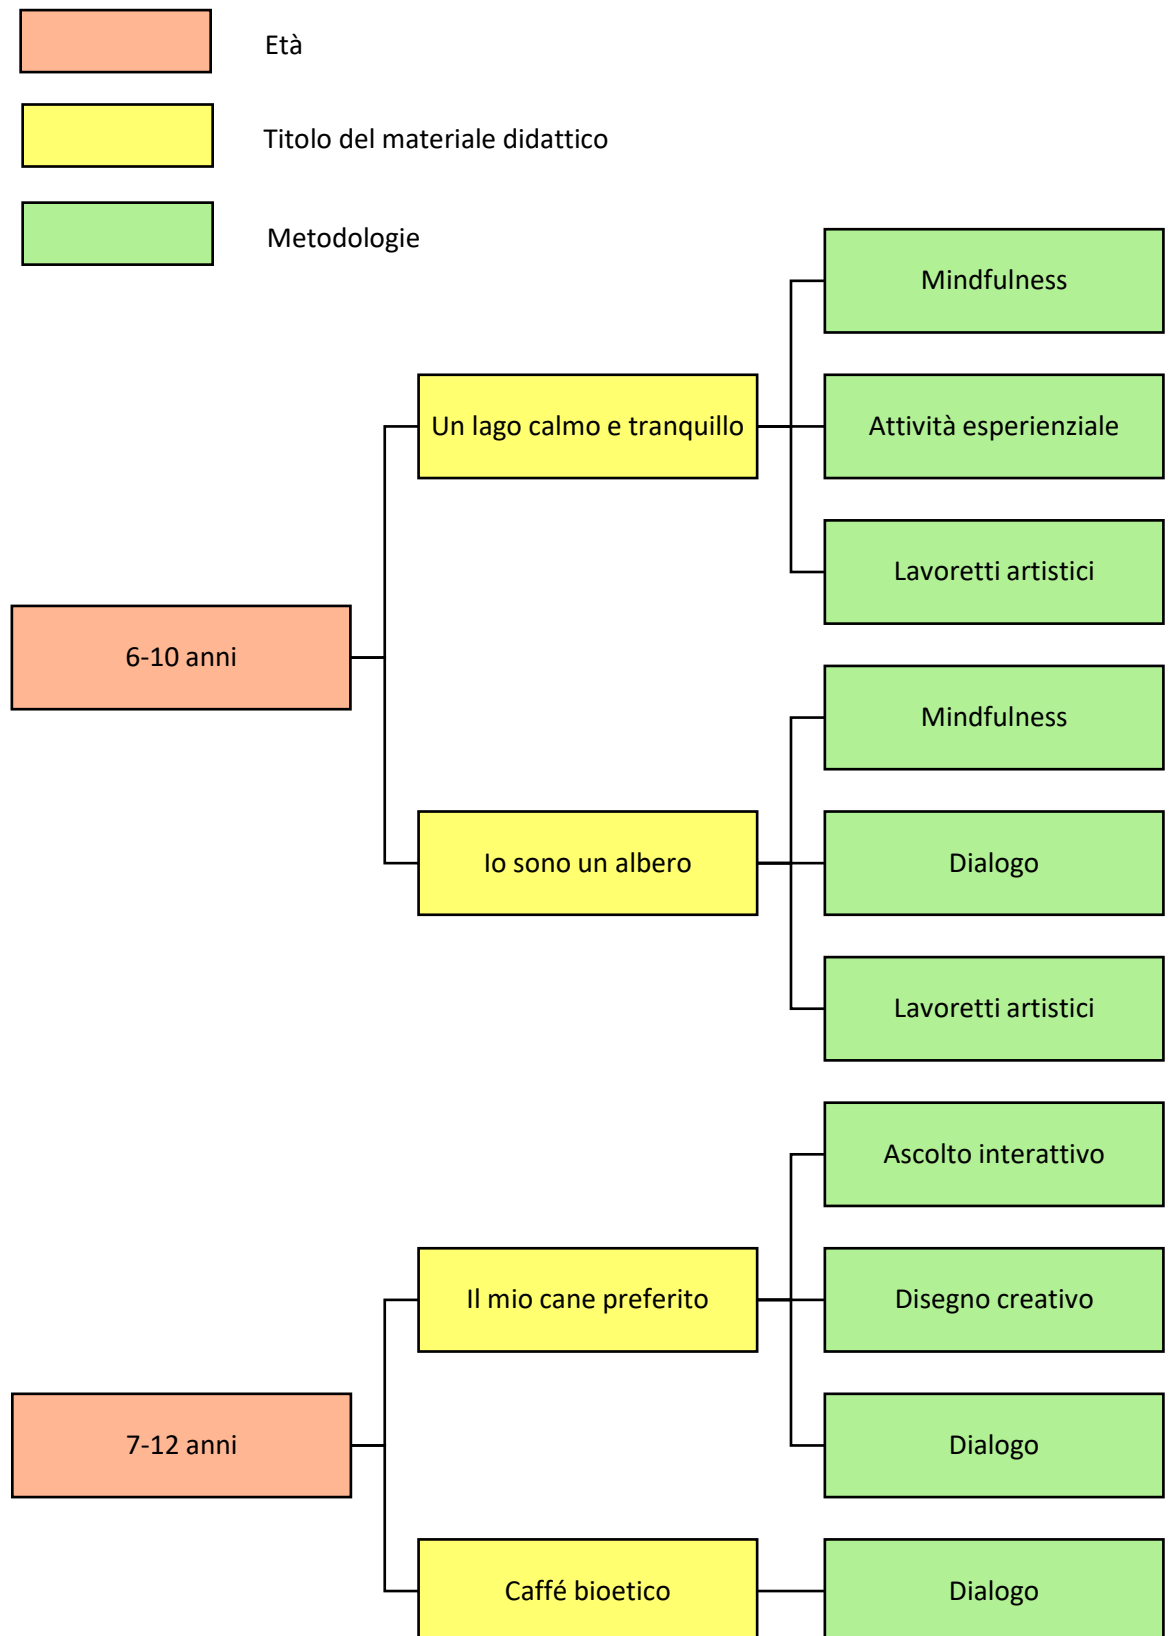 Età
Titolo del materiale didattico
Metodologie
Mindfulness
Un lago calmo e tranquillo
Attività esperienziale
Lavoretti artistici
6-10 anni
Mindfulness
Io sono un albero
Dialogo
Lavoretti artistici
Ascolto interattivo
Il mio cane preferito
Disegno creativo
7-12 anni
Dialogo
Caffé bioetico
Dialogo